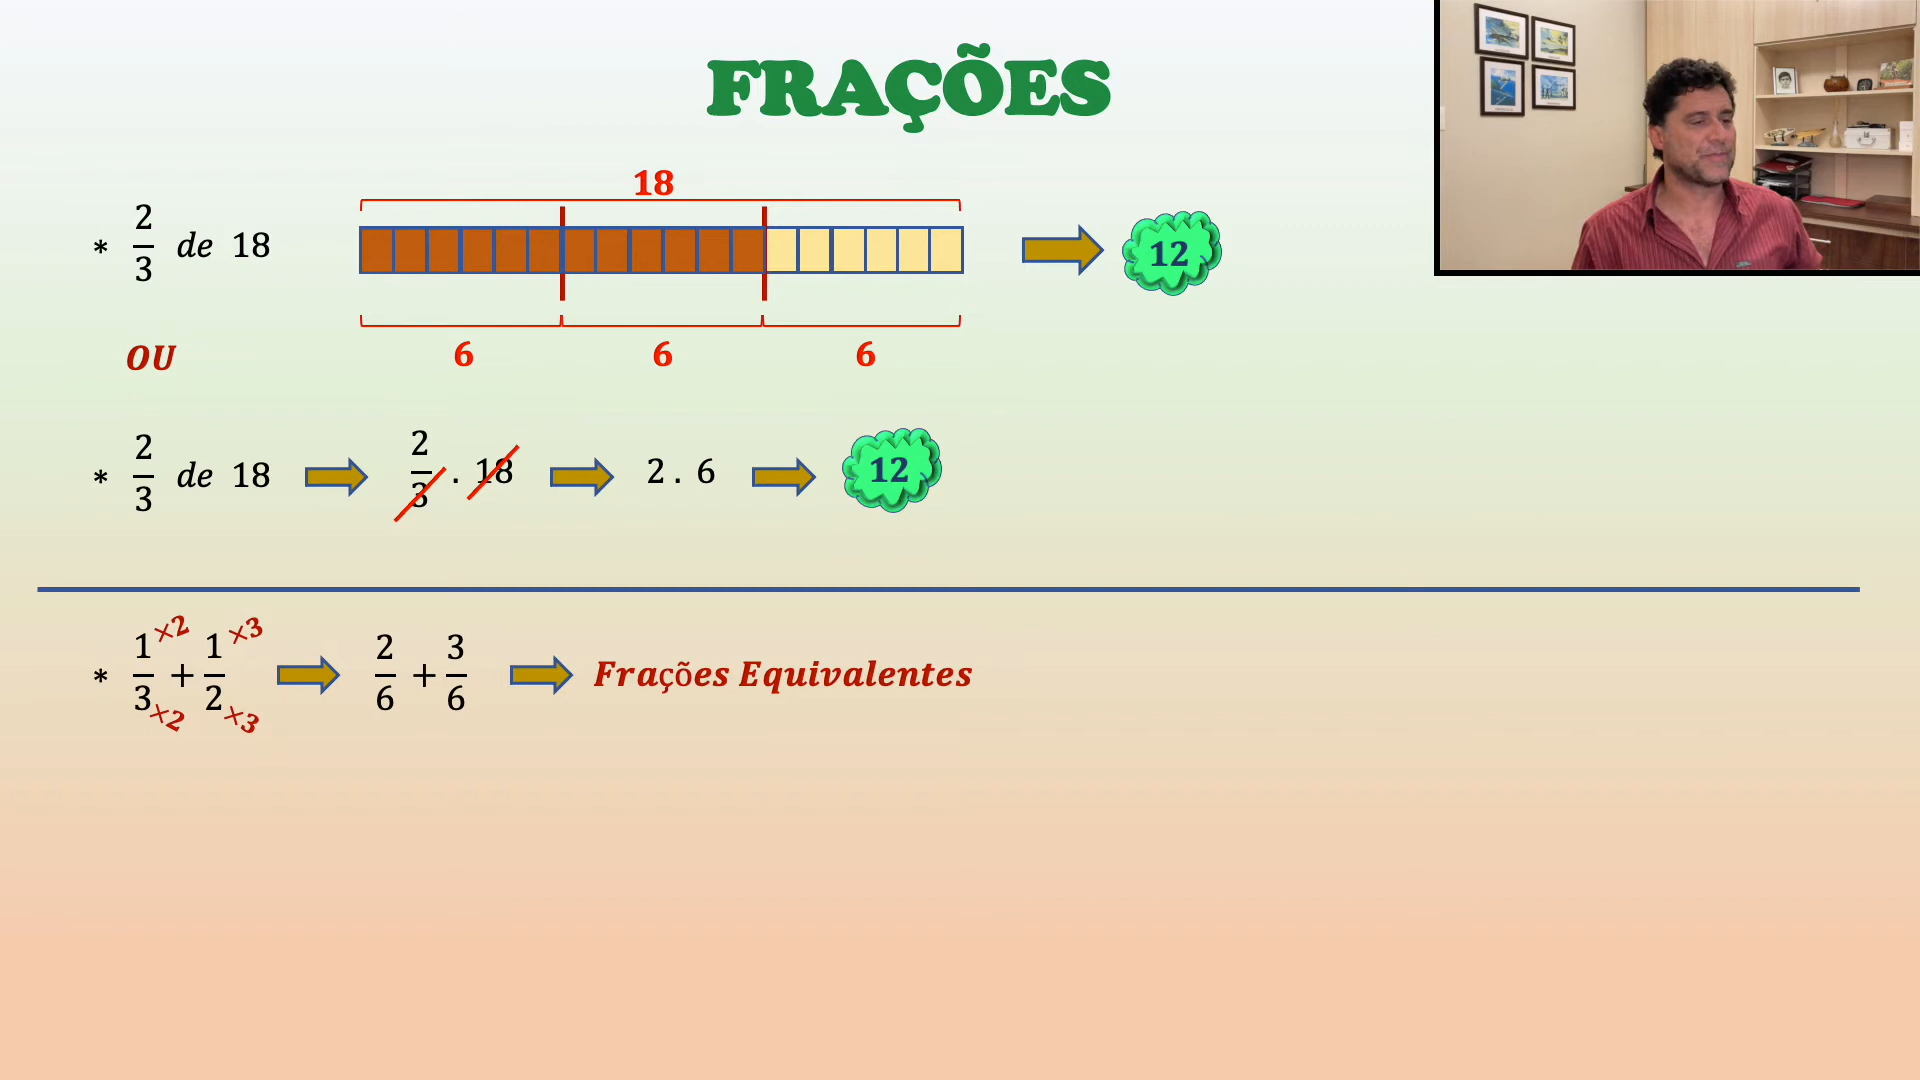 FRAÇÕES
18
* 2/3 de 18
12
6 6 6
OU
* 2/3 de 18 2/3 . 18 2 . 6 12
* 1×2/3×2 + 1×3/2×3 2/6 + 3/6 Frações Equivalentes